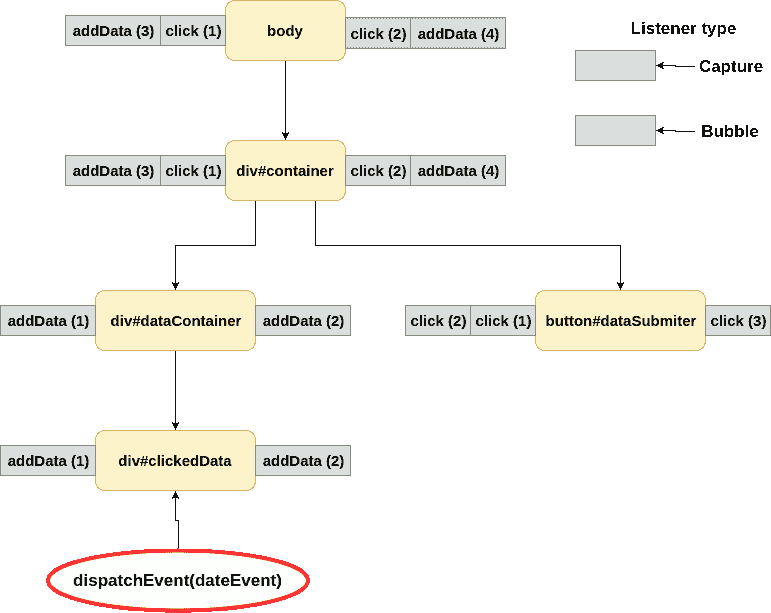 addData (3) click (1) body click (2) addData (4)
Listener type
Capture
Bubble
addData (3) click (1) div#container click (2) addData (4)
addData (1) div#dataContainer addData (2)
click (2) click (1) button#dataSubmiter click (3)
addData (1) div#clickedData addData (2)
dispatchEvent(dateEvent)